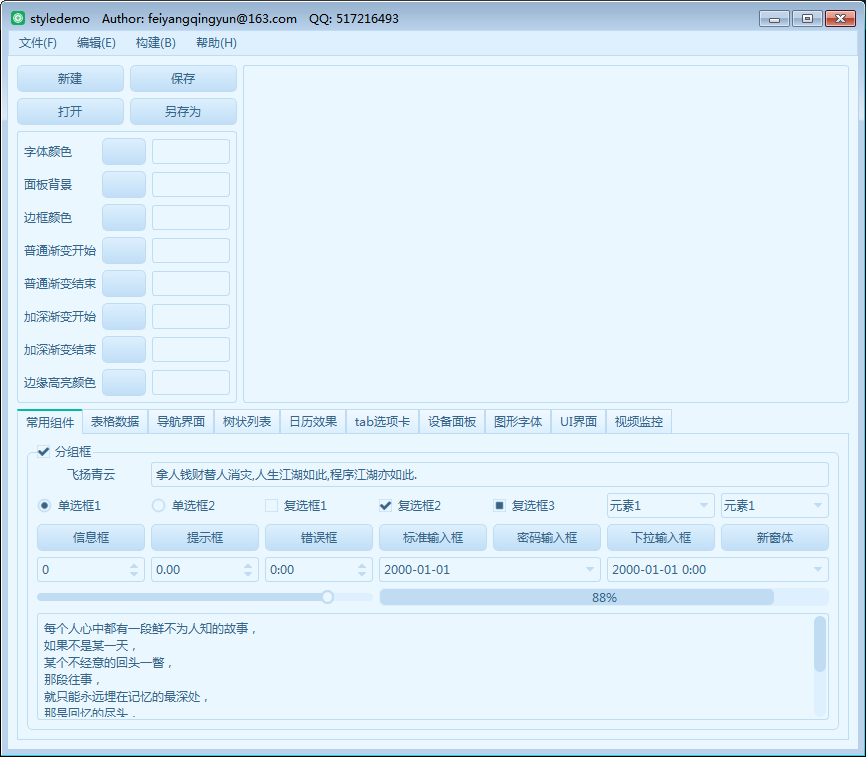 styledemo Author: feiyangqingyun@163.com QQ: 517216493
文件(F) 编辑(E) 构建(B) 帮助(H)
新建 保存
打开 另存为
字体颜色
面板背景
边框颜色
普通渐变开始
普通渐变结束
加深渐变开始
加深渐变结束
边缘高亮颜色
常用组件 表格数据 导航界面 树状列表 日历效果 tab选项卡 设备面板 图形字体 UI界面 视频监控
分组框
飞扬青云 拿人钱财替人消灾,人生江湖如此,程序江湖亦如此.
单选框1 单选框2 复选框1 复选框2 复选框3 元素1 元素1
信息框 提示框 错误框 标准输入框 密码输入框 下拉输入框 新窗体
0 0.00 0:00 2000-01-01 2000-01-01 0:00
88%
每个人心中都有一段鲜不为人知的故事，
如果不是某一天，
某个不经意的回头一瞥，
那段往事，
就只能永远埋在记忆的最深处，
那是回忆的尽头，